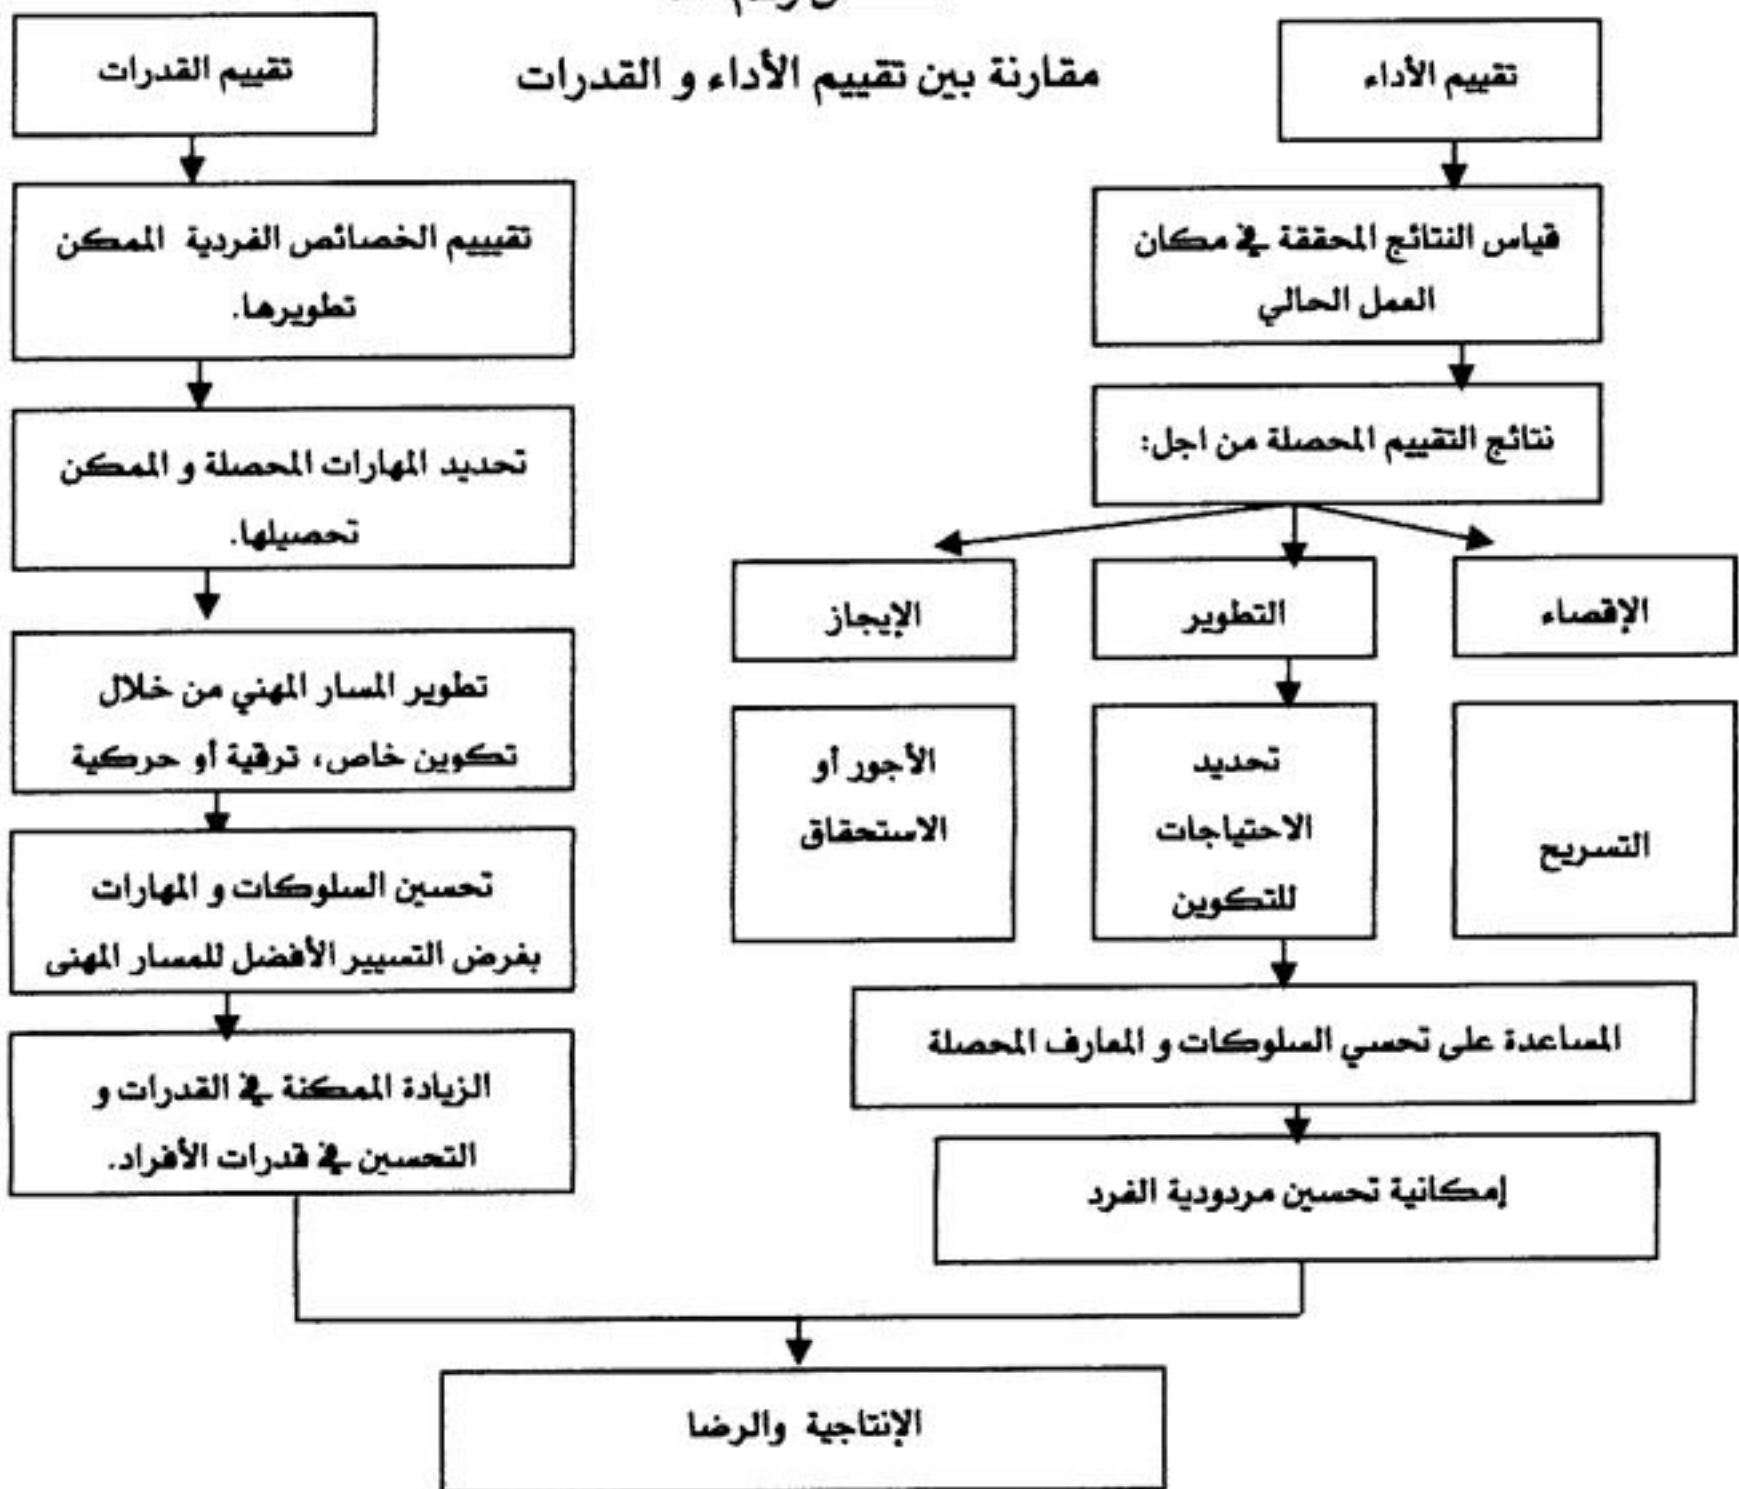 مقارنة بين تقييم الأداء و القدرات
تقييم الأداء
قياس النتائج المحققة في مكان
العمل الحالي
نتائج التقييم المحصلة من اجل:
الإقصاء
التطوير
الإيجاز
التسريح
تحديد
الاحتياجات
للتكوين
الأجور أو
الاستحقاق
المساعدة على تحسي السلوكات و المعارف المحصلة
إمكانية تحسين مردودية الفرد
تقييم القدرات
تقيييم الخصائص الفردية الممكن
تطويرها.
تحديد المهارات المحصلة و الممكن
تحصيلها.
تطوير المسار المهني من خلال
تكوين خاص، ترقية أو حركية
تحسين السلوكات و المهارات
بغرض التسيير الأفضل للمسار المهنى
الزيادة الممكنة في القدرات و
التحسين في قدرات الأفراد.
الإنتاجية والرضا